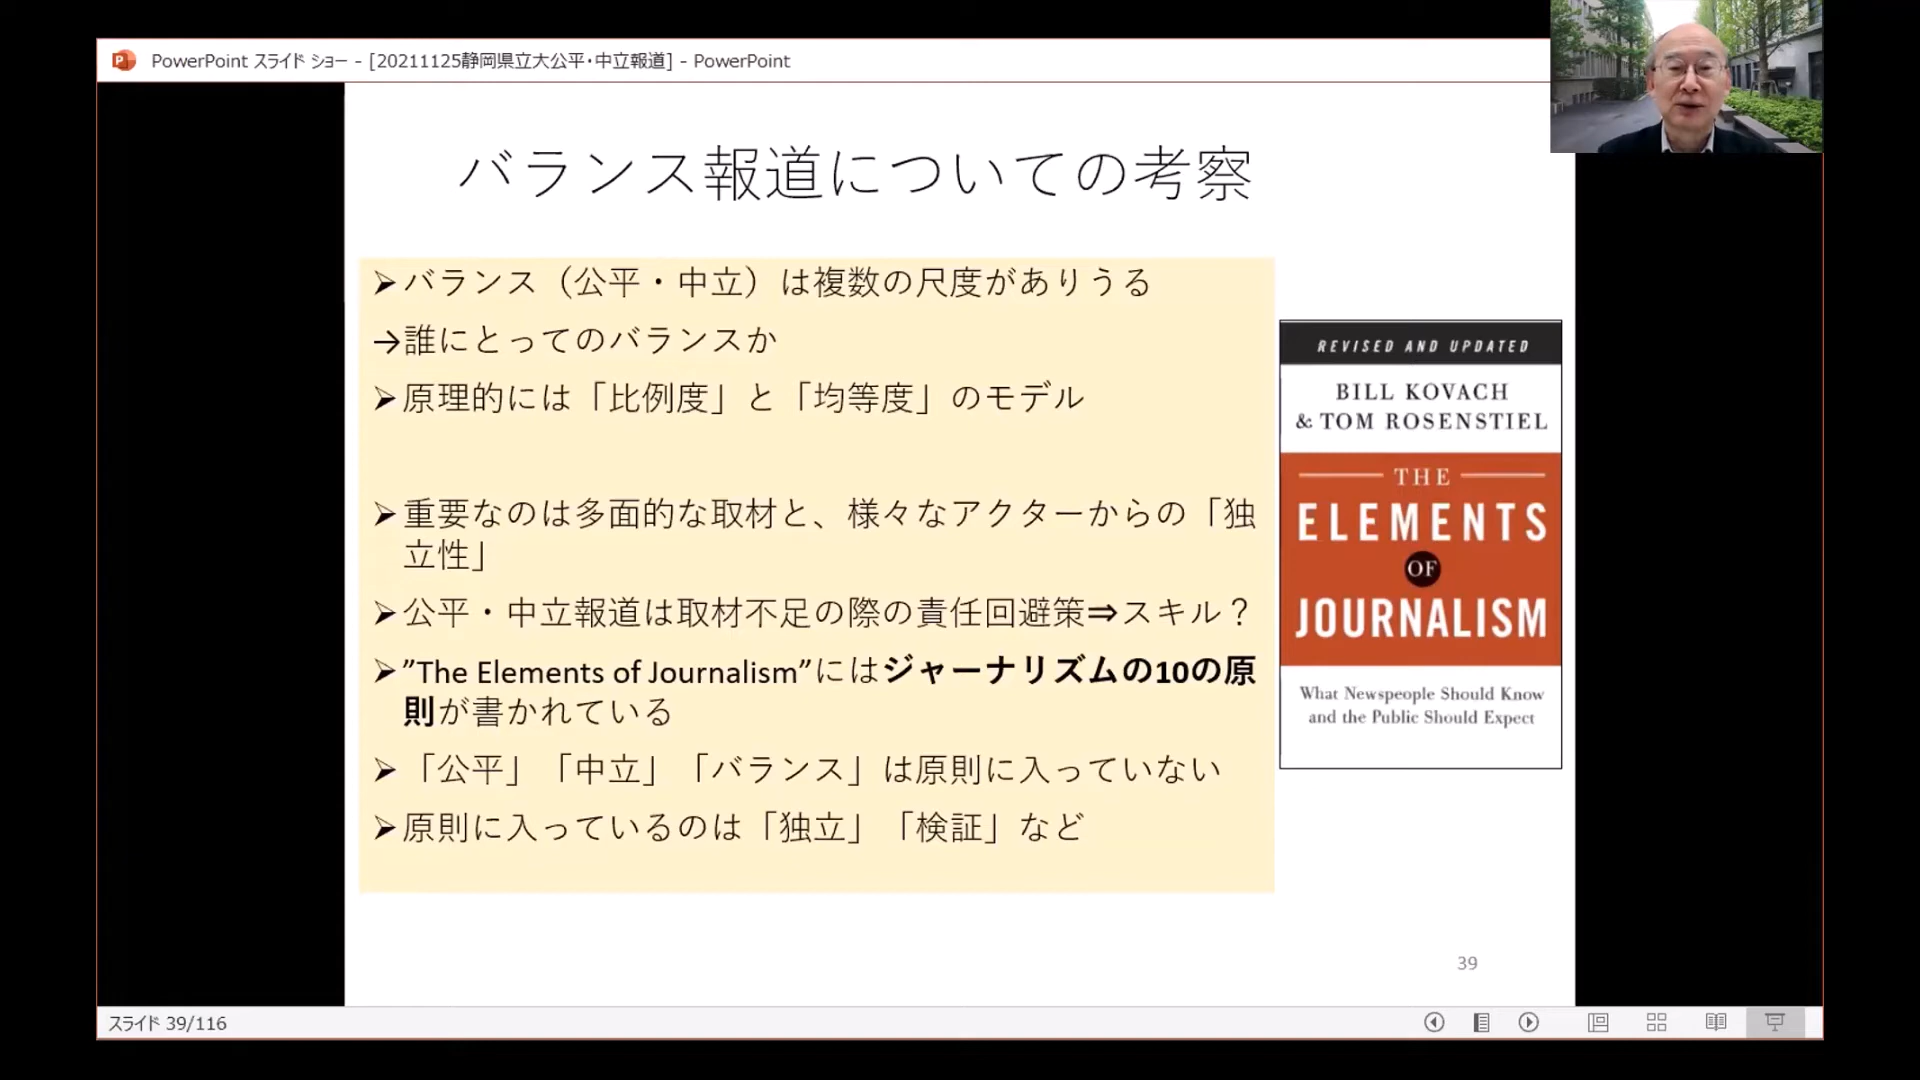 PowerPoint スライド ショー - [20211125静岡県立大公平・中立報道] - PowerPoint
バランス報道についての考察
➢バランス（公平・中立）は複数の尺度がありうる
→誰にとってのバランスか
➢原理的には「比例度」と「均等度」のモデル
➢重要なのは多面的な取材と、様々なアクターからの「独
立性」
➢公平・中立報道は取材不足の際の責任回避策⇒スキル？
➢”The Elements of Journalism”にはジャーナリズムの10の原
則が書かれている
➢「公平」「中立」「バランス」は原則に入っていない
➢原則に入っているのは「独立」「検証」など
REVISED AND UPDATED
BILL KOVACH
& TOM ROSENSTIEL
THE
ELEMENTS
OF
JOURNALISM
What Newspeople Should Know
and the Public Should Expect
39
スライド 39/116